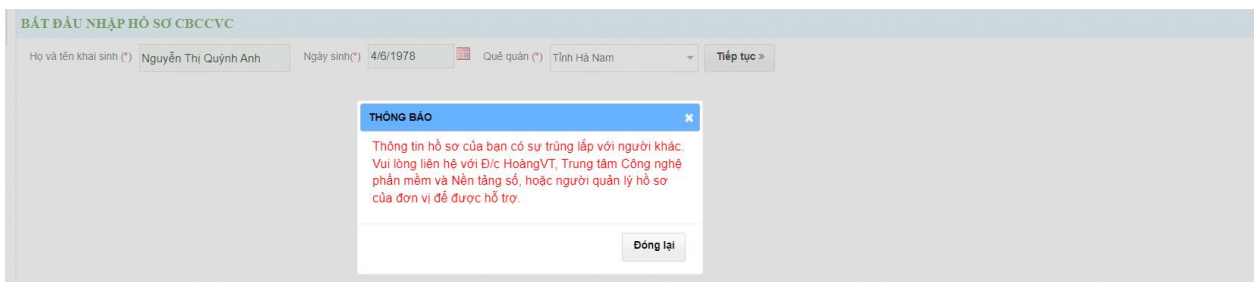 BẮT ĐẦU NHẬP HỒ SƠ CBCCVC
Họ và tên khai sinh (*) Nguyễn Thị Quỳnh Anh Ngày sinh(*) 4/6/1978 Quê quán (*) Tỉnh Hà Nam Tiếp tục »
THÔNG BÁO ×
Thông tin hồ sơ của bạn có sự trùng lắp với người khác.
Vui lòng liên hệ với Đ/c HoàngVT, Trung tâm Công nghệ
phần mềm và Nền tảng số, hoặc người quản lý hồ sơ
của đơn vị để được hỗ trợ.
Đóng lại